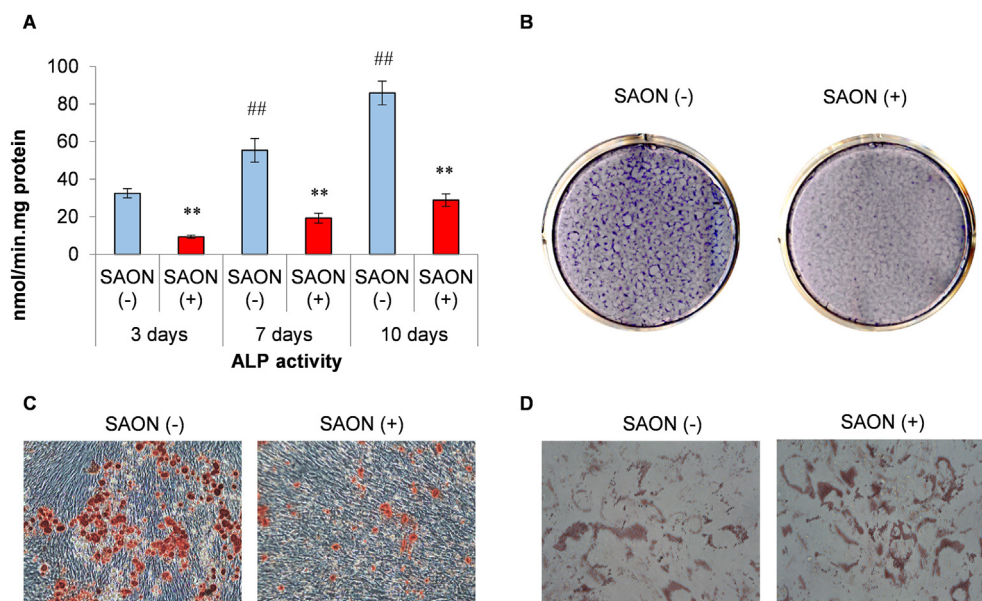 A
nmol/min.mg protein
100
80
60
40
20
0
##
##
**
**
**
SAON (-)
SAON (+)
SAON (-)
SAON (+)
SAON (-)
SAON (+)
3 days
7 days
10 days
ALP activity
B
SAON (-)
SAON (+)
C
SAON (-)
SAON (+)
D
SAON (-)
SAON (+)